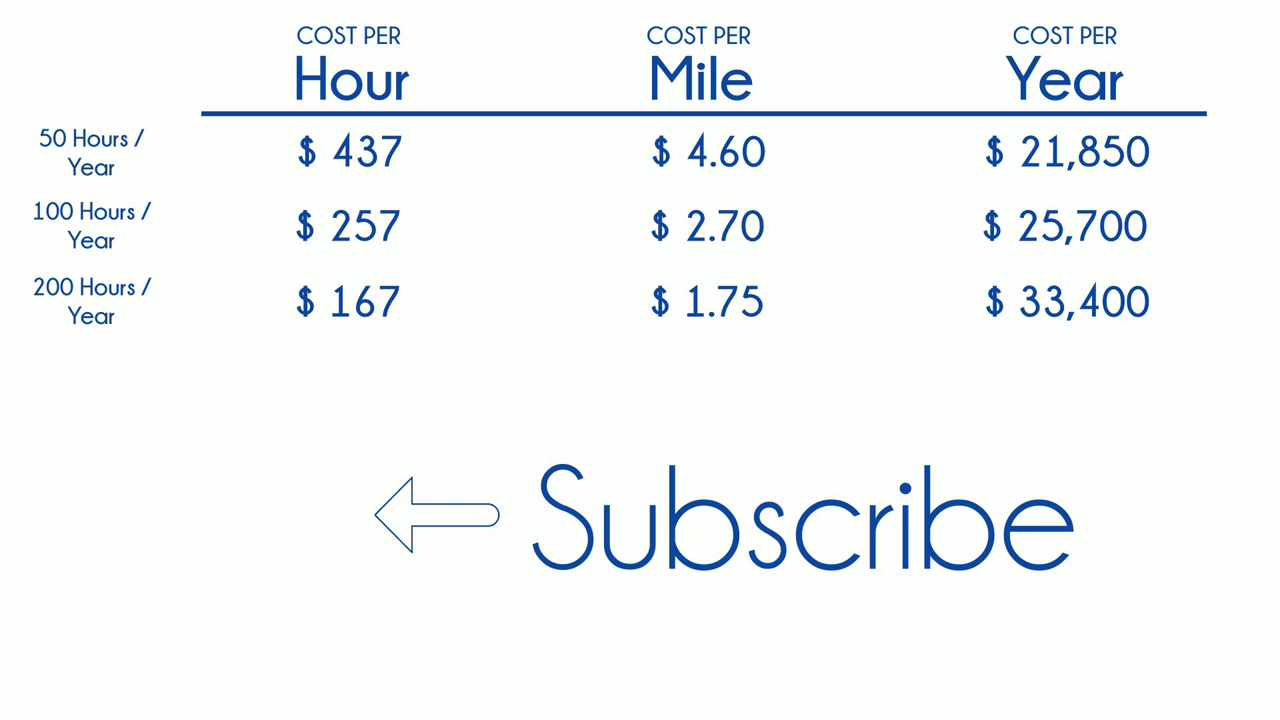 COST PER COST PER COST PER
Hour Mile Year
50 Hours / Year $ 437 $ 4.60 $ 21,850
100 Hours / Year $ 257 $ 2.70 $ 25,700
200 Hours / Year $ 167 $ 1.75 $ 33,400
Subscribe